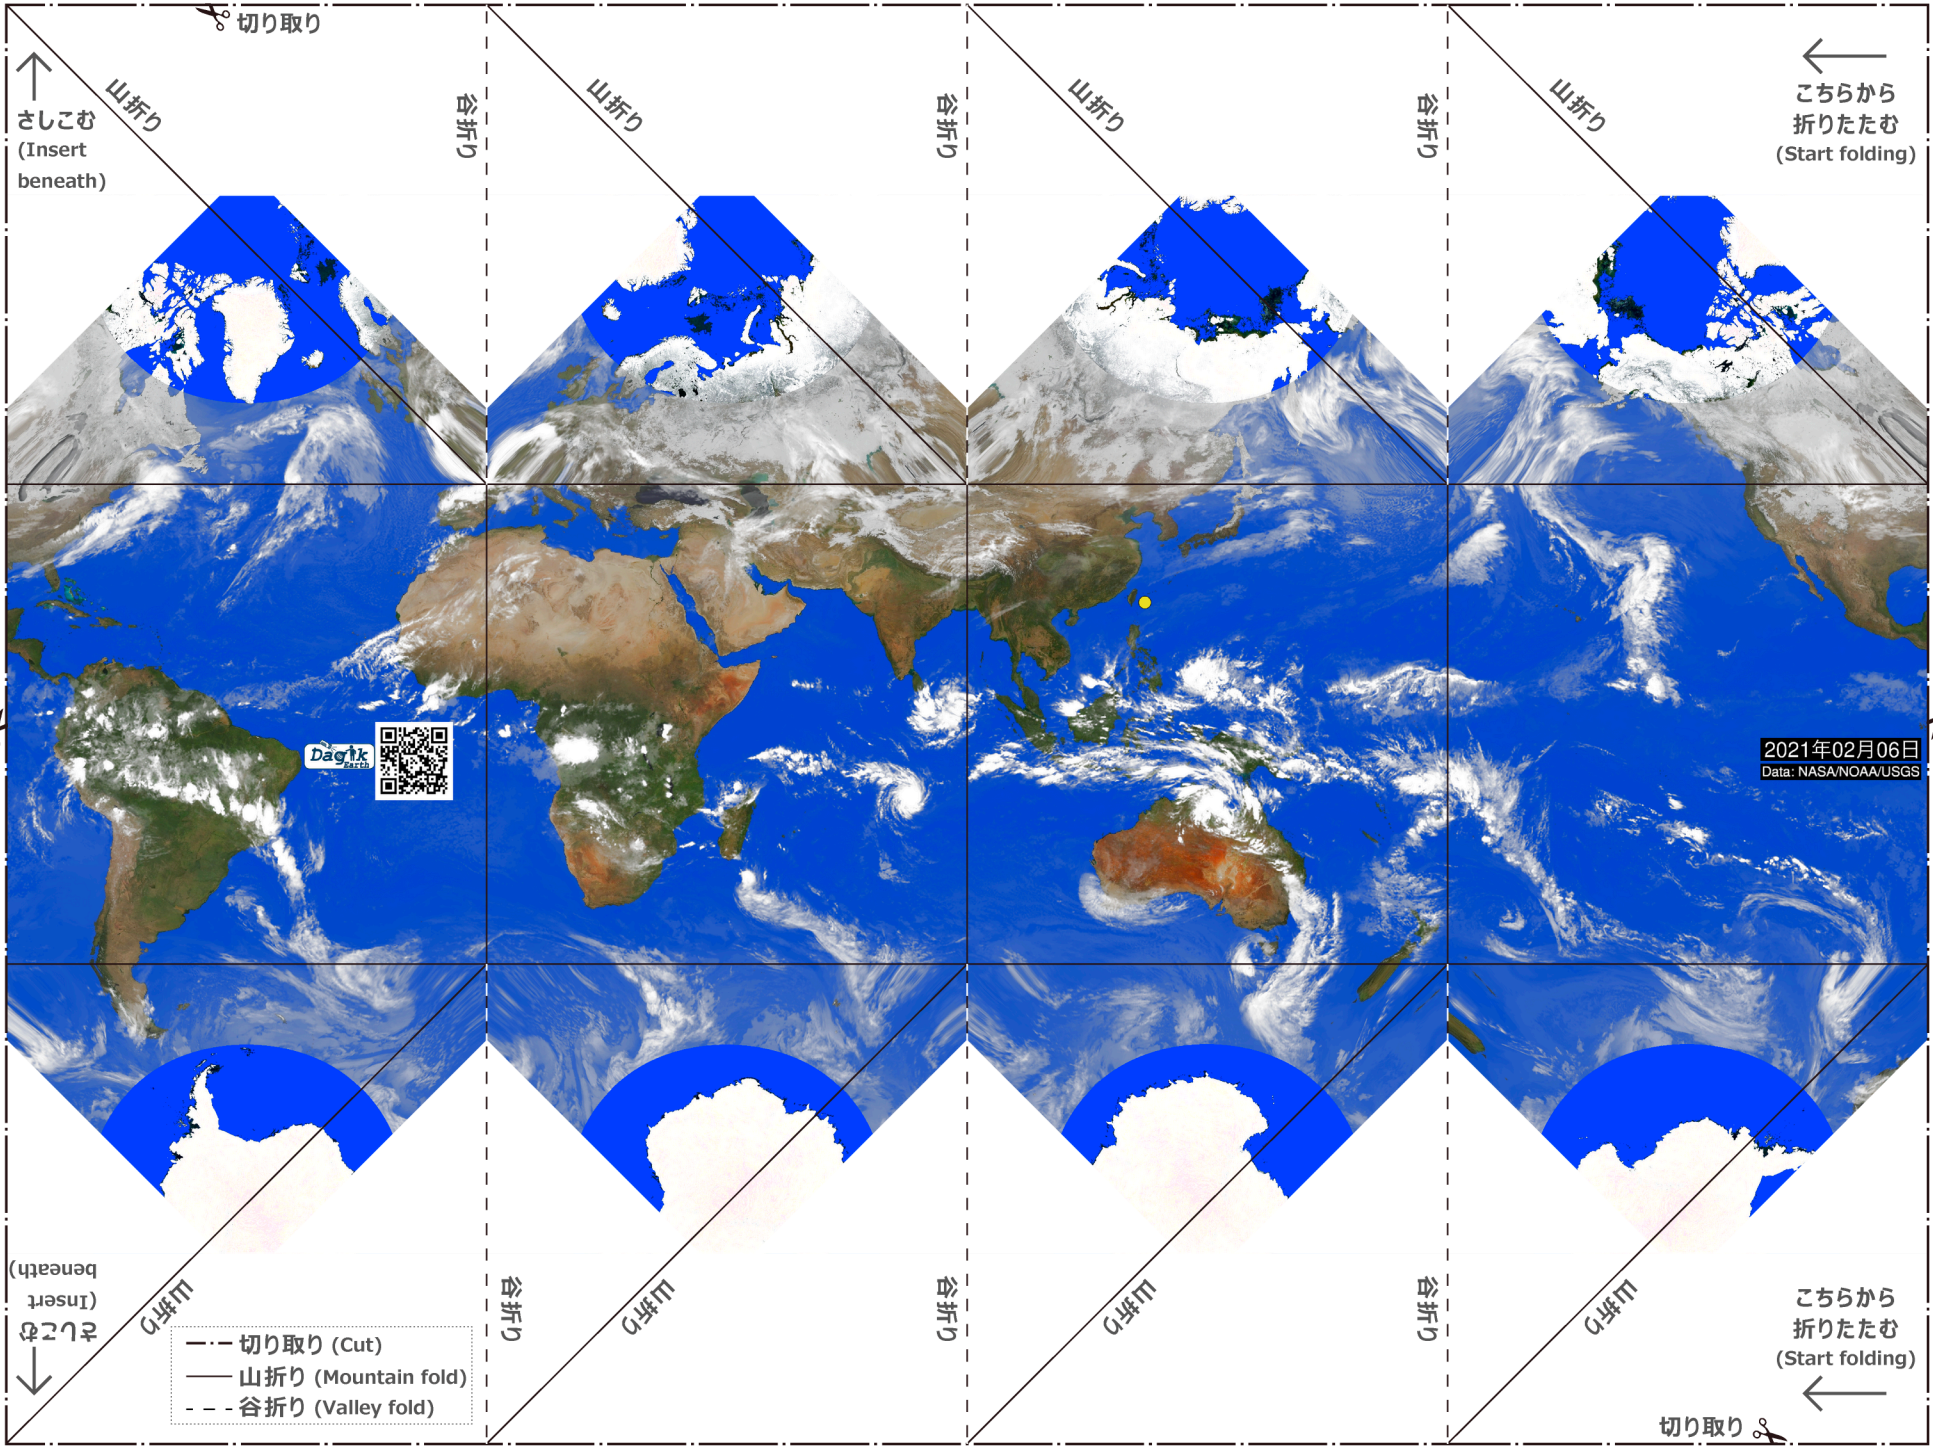 切り取り
山折り
谷折り
山折り
谷折り
山折り
谷折り
山折り
さしこむ
(Insert
beneath)
こちらから
折りたたむ
(Start folding)
Dagik
Earth
2021年02月06日
Data: NASA/NOAA/USGS
さしこむ
(Insert
beneath)
山折り
谷折り
山折り
谷折り
山折り
谷折り
山折り
こちらから
折りたたむ
(Start folding)
切り取り (Cut)
山折り (Mountain fold)
谷折り (Valley fold)
切り取り